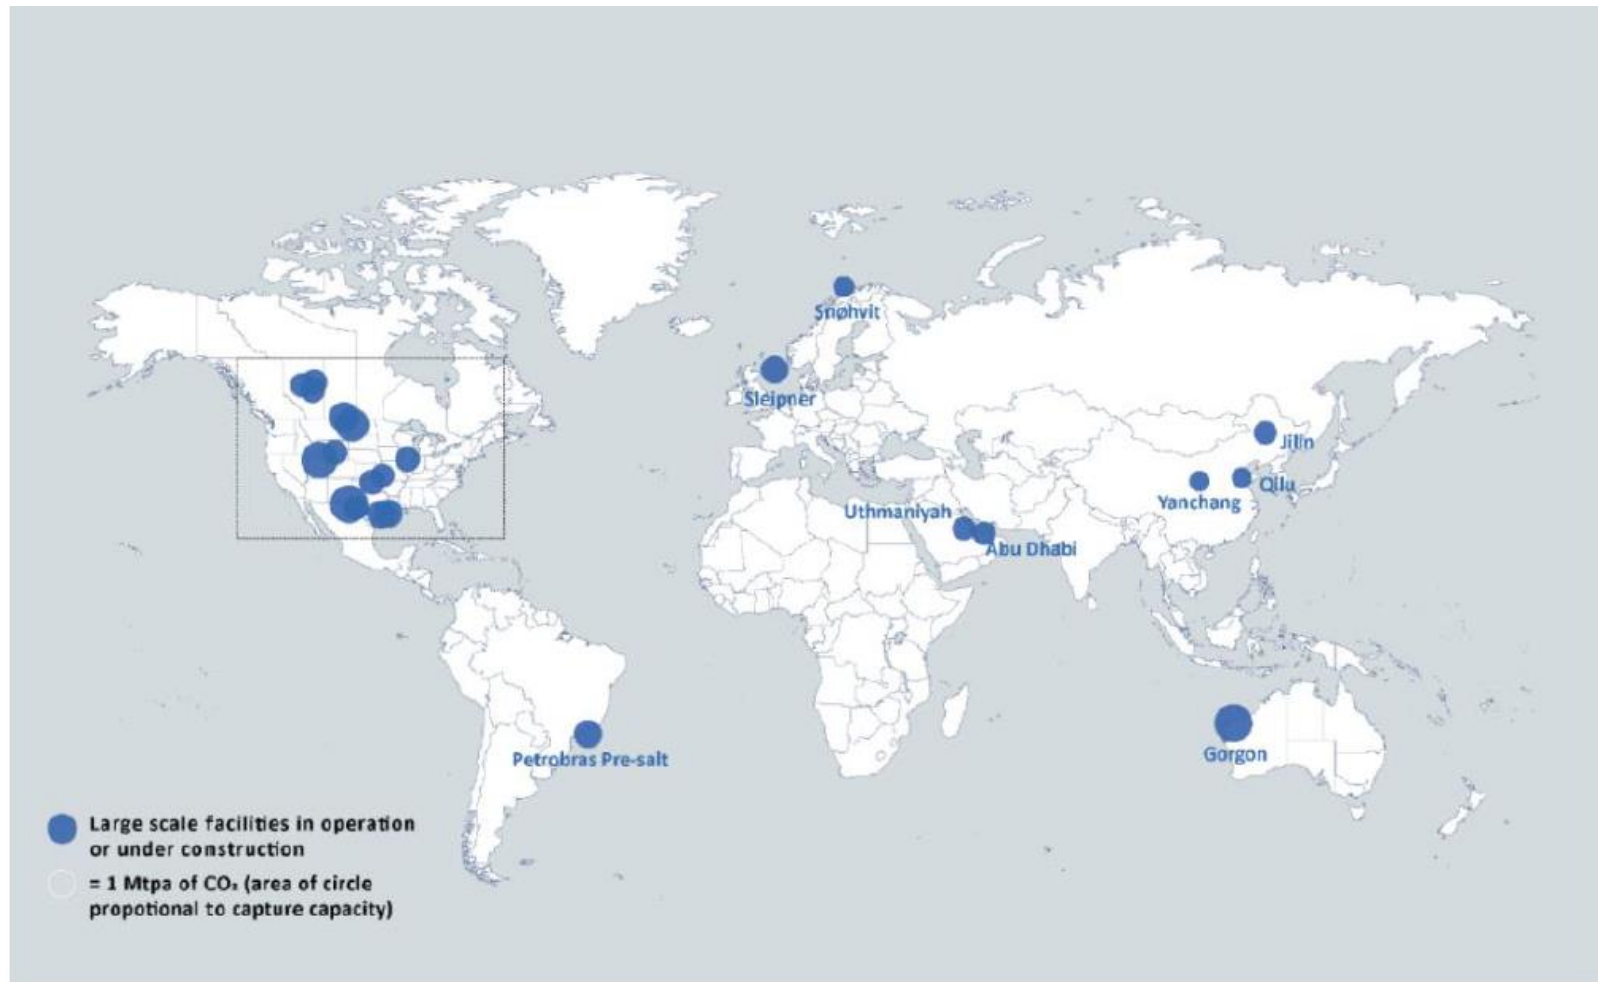 Snøhvit
Sleipner
Jilin
Qilu
Yanchang
Uthmaniyah
Abu Dhabi
Gorgon
Petrobras Pre-salt
Large scale facilities in operation
or under construction
= 1 Mtpa of CO₂ (area of circle
propotional to capture capacity)